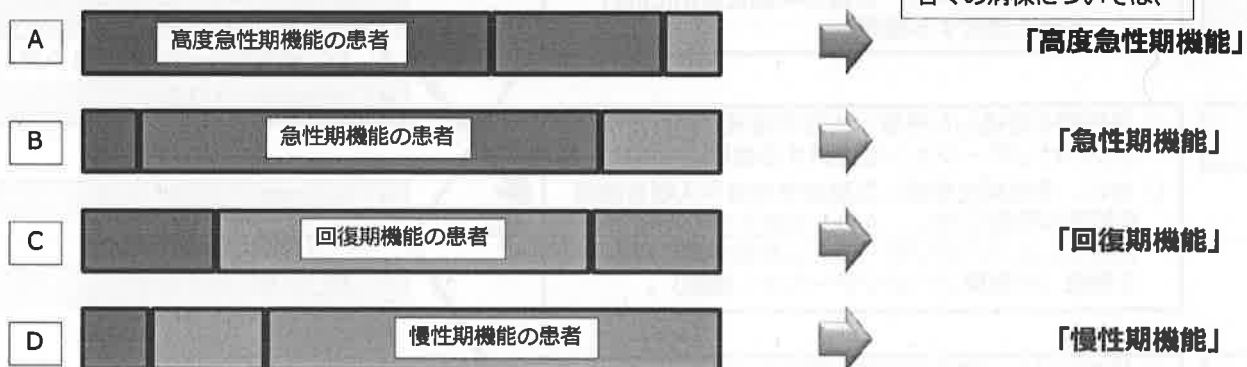 各々の病棟については、
A
高度急性期機能の患者
「高度急性期機能」
B
急性期機能の患者
「急性期機能」
C
回復期機能の患者
「回復期機能」
D
慢性期機能の患者
「慢性期機能」